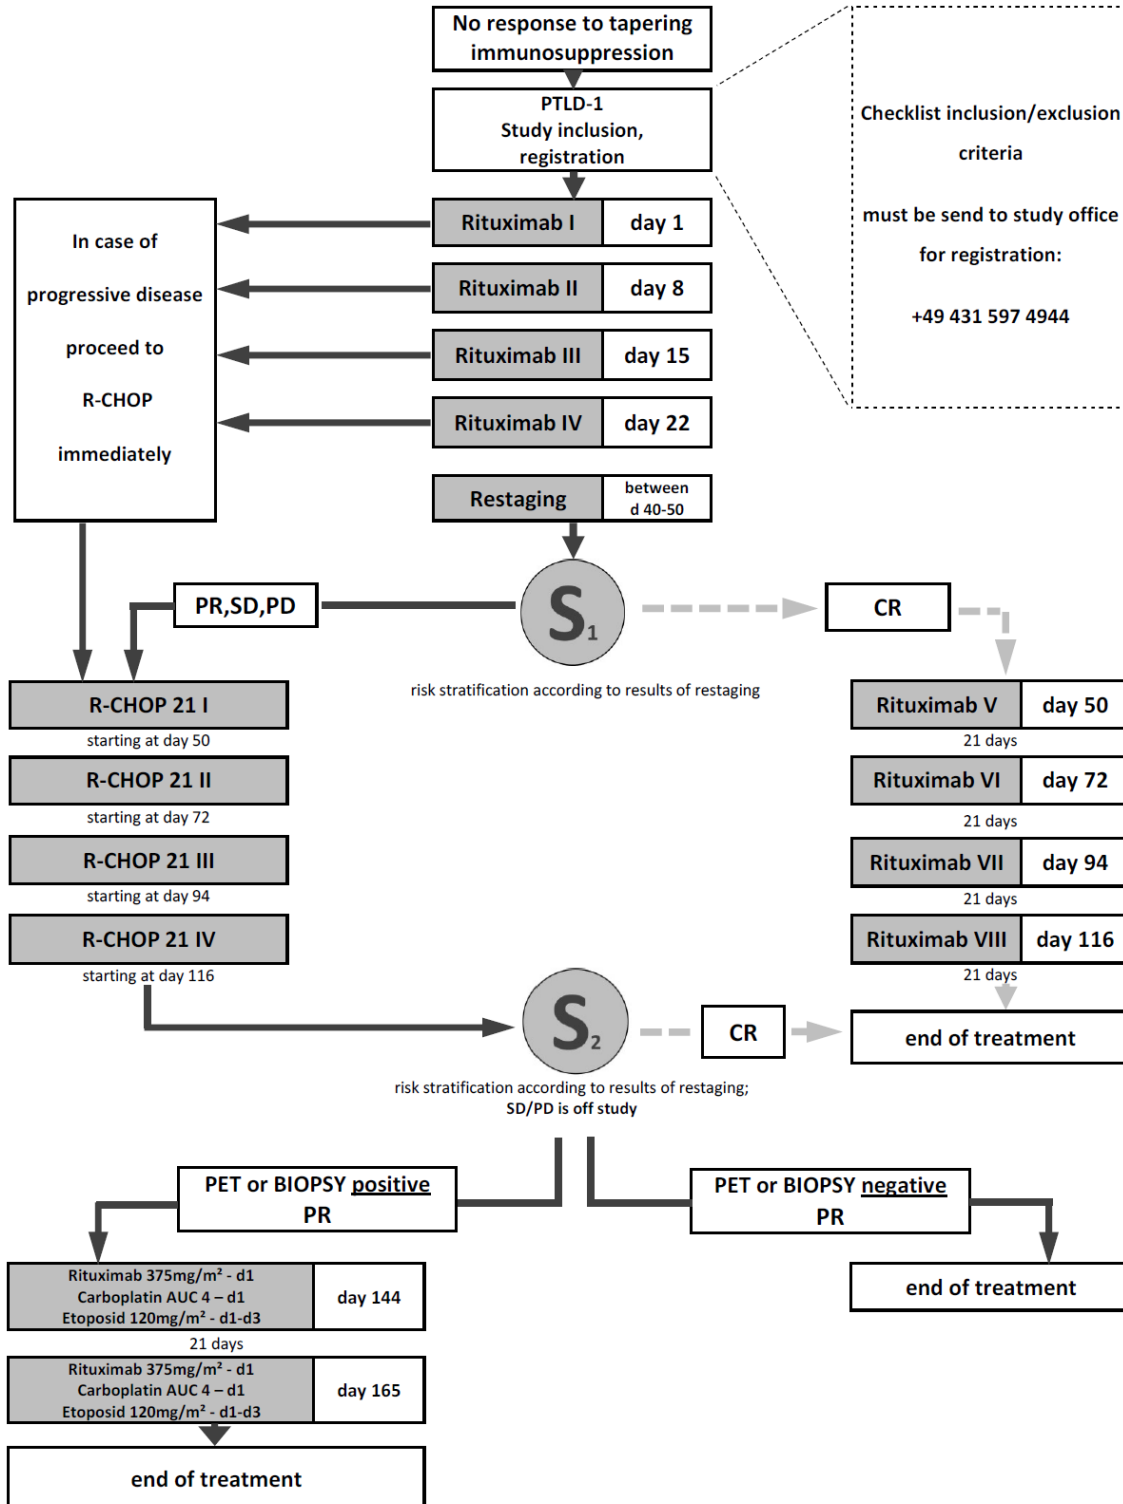 No response to tapering
immunosuppression
PTLD-1
Study inclusion,
registration
Checklist inclusion/exclusion
criteria
must be send to study office
for registration:
+49 431 597 4944
In case of
progressive disease
proceed to
R-CHOP
immediately
Rituximab I day 1
Rituximab II day 8
Rituximab III day 15
Rituximab IV day 22
Restaging between
d 40-50
PR,SD,PD
S1
CR
risk stratification according to results of restaging
R-CHOP 21 I
starting at day 50
R-CHOP 21 II
starting at day 72
R-CHOP 21 III
starting at day 94
R-CHOP 21 IV
starting at day 116
Rituximab V day 50
21 days
Rituximab VI day 72
21 days
Rituximab VII day 94
21 days
Rituximab VIII day 116
21 days
S2
CR
end of treatment
risk stratification according to results of restaging;
SD/PD is off study
PET or BIOPSY positive
PR
PET or BIOPSY negative
PR
Rituximab 375mg/m² - d1
Carboplatin AUC 4 – d1
Etoposid 120mg/m² - d1-d3
day 144
21 days
Rituximab 375mg/m² - d1
Carboplatin AUC 4 – d1
Etoposid 120mg/m² - d1-d3
day 165
end of treatment
end of treatment